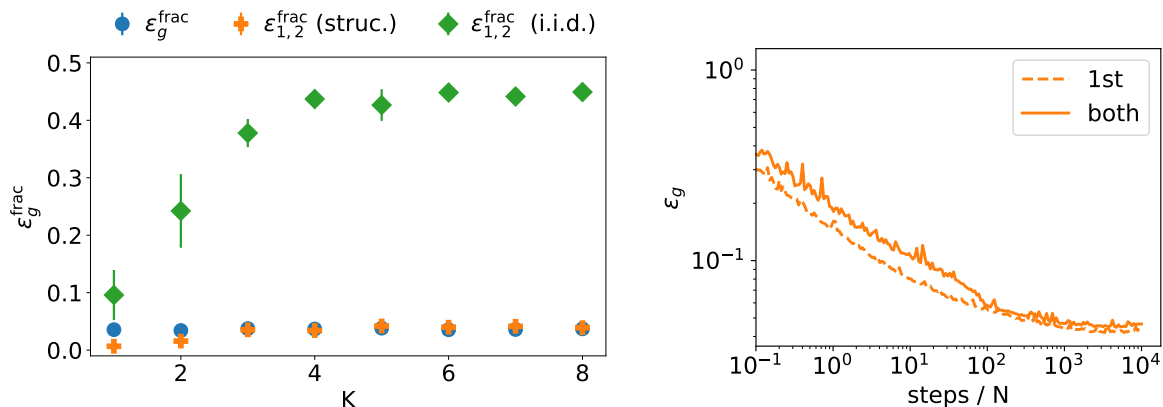 ε_g^frac ε_{1,2}^frac (struc.) ε_{1,2}^frac (i.i.d.)
0.5
0.4
0.3
0.2
0.1
0.0
ε_g^frac
2 4 6 8
K
10^0
10^{-1}
ε_g
1st
both
10^{-1} 10^0 10^1 10^2 10^3 10^4
steps / N